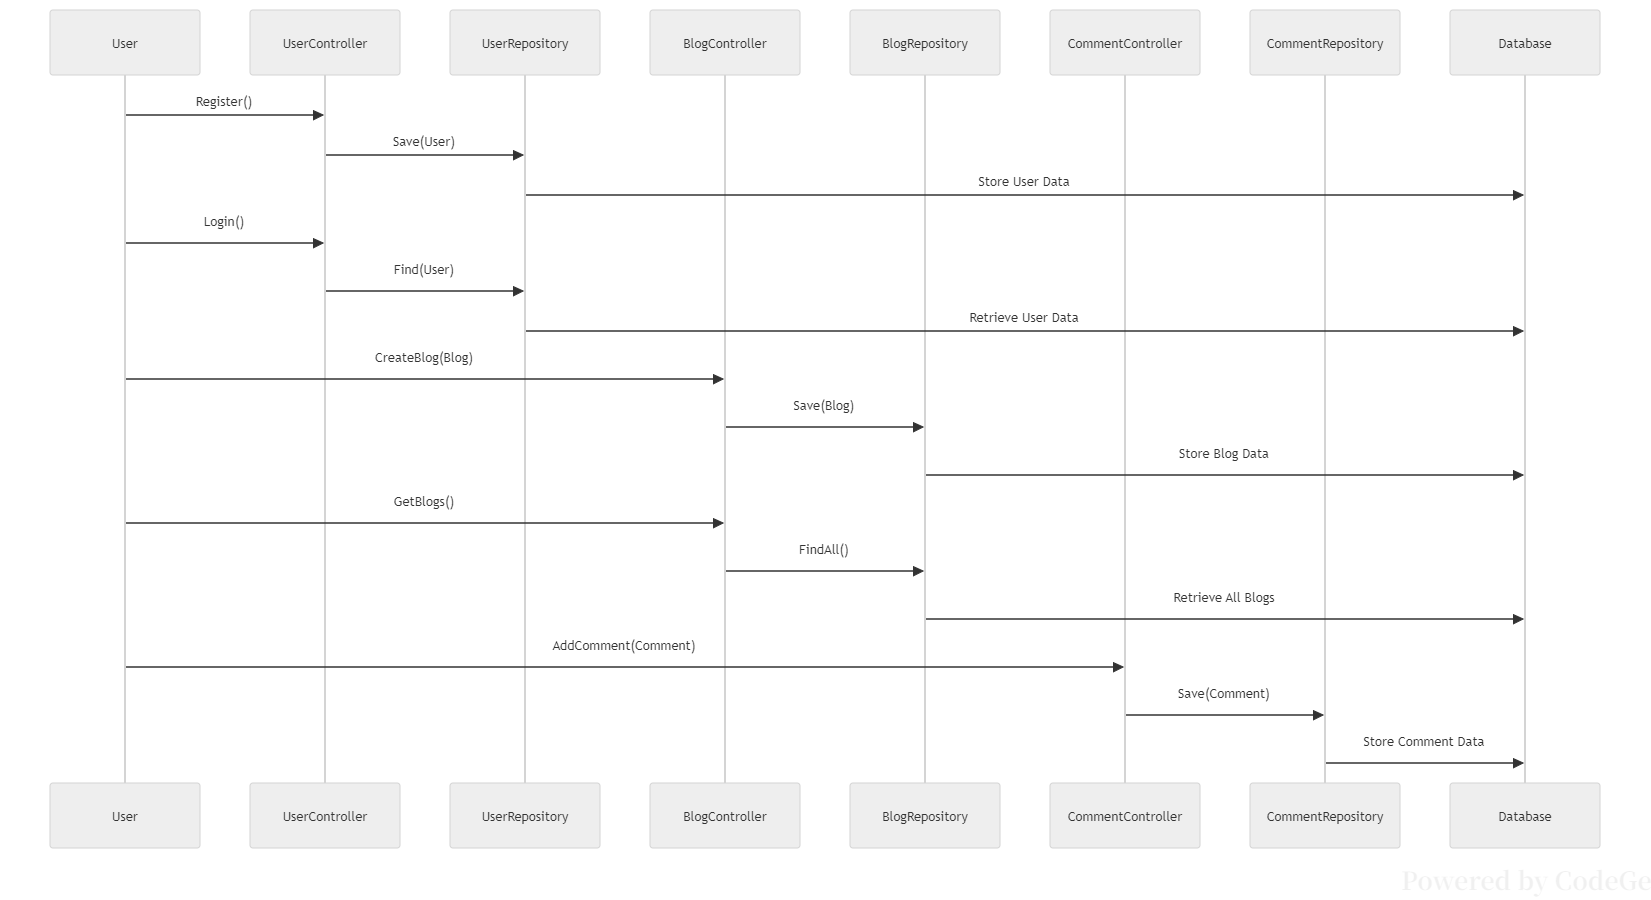 User
UserController
UserRepository
BlogController
BlogRepository
CommentController
CommentRepository
Database
Register()
Save(User)
Store User Data
Login()
Find(User)
Retrieve User Data
CreateBlog(Blog)
Save(Blog)
Store Blog Data
GetBlogs()
FindAll()
Retrieve All Blogs
AddComment(Comment)
Save(Comment)
Store Comment Data
User
UserController
UserRepository
BlogController
BlogRepository
CommentController
CommentRepository
Database
Powered by CodeGe